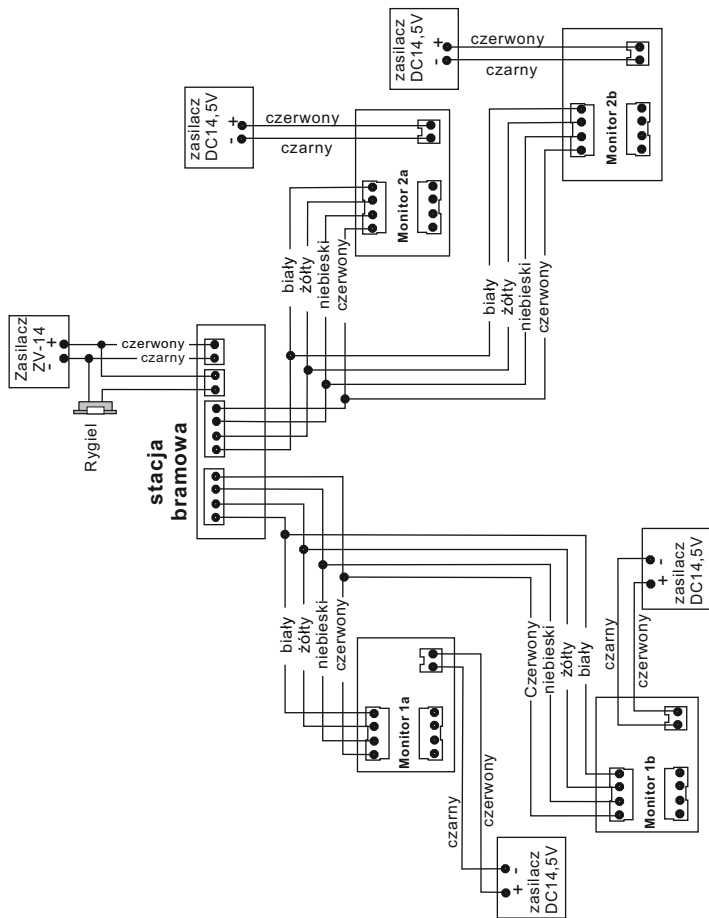 zasilacz
DC14,5V
- +
czerwony
czarny
Monitor 2b
zasilacz
DC14,5V
- +
czerwony
czarny
Monitor 2a
biały
żółty
niebieski
czerwony
biały
żółty
niebieski
czerwony
Zasilacz
ZV-14
- +
czerwony
czarny
Rygiel
stacja
bramowa
biały
żółty
niebieski
czerwony
Monitor 1a
czarny
czerwony
+ -
zasilacz
DC14,5V
Czerwony
niebieski
żółty
biały
Monitor 1b
czarny
czerwony
+ -
zasilacz
DC14,5V